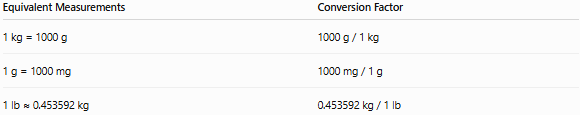 Equivalent Measurements Conversion Factor
1 kg = 1000 g 1000 g / 1 kg
1 g = 1000 mg 1000 mg / 1 g
1 lb ≈ 0.453592 kg 0.453592 kg / 1 lb